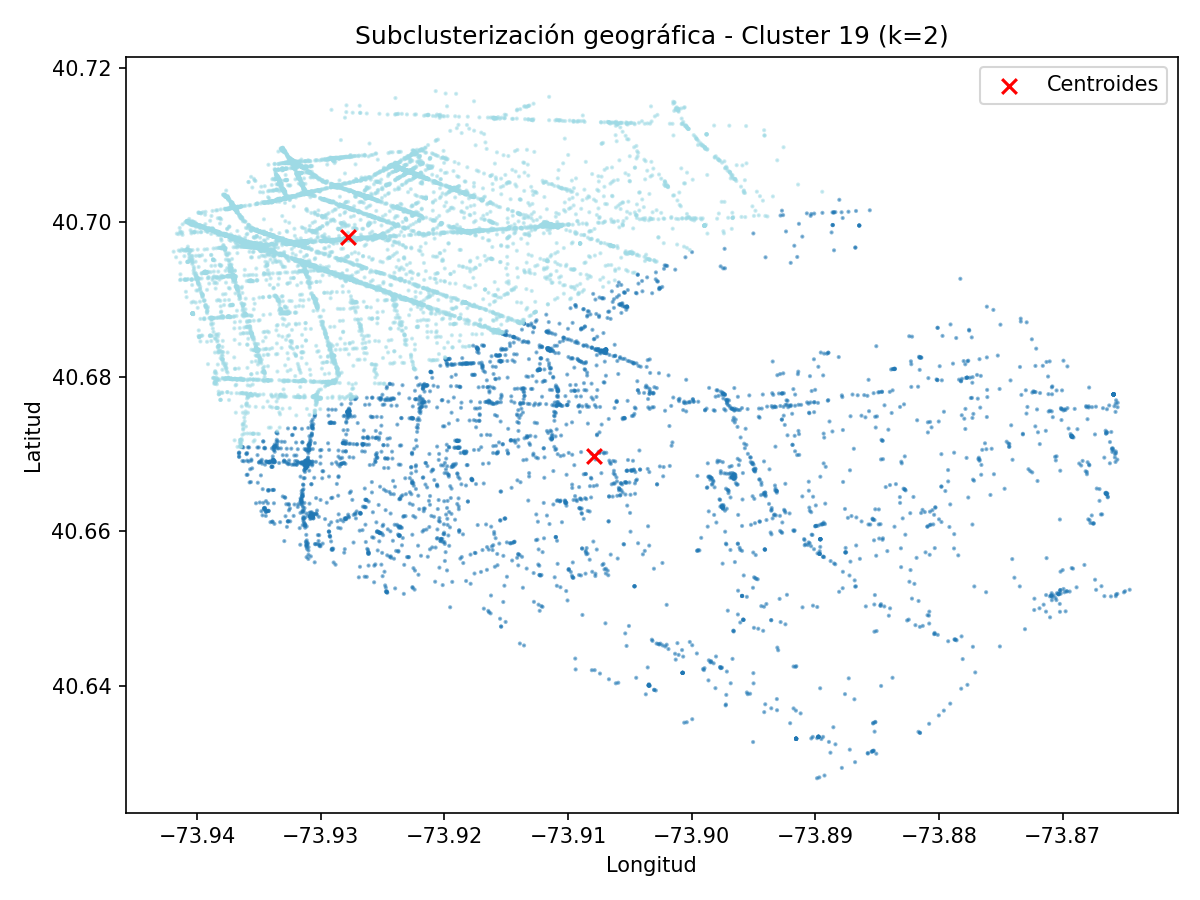 Subclusterización geográfica - Cluster 19 (k=2)
Centroides
40.72
40.70
40.68
40.66
40.64
Latitud
−73.94 −73.93 −73.92 −73.91 −73.90 −73.89 −73.88 −73.87
Longitud